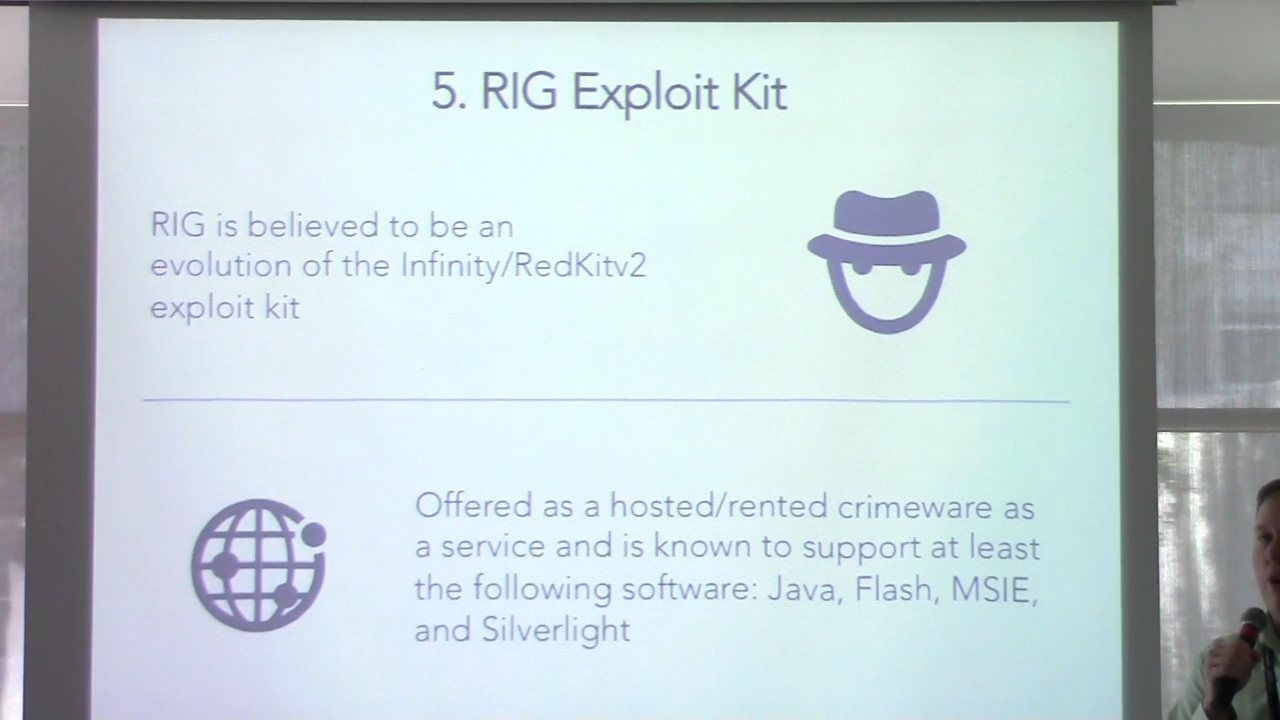 5. RIG Exploit Kit
RIG is believed to be an
evolution of the Infinity/RedKitv2
exploit kit
Offered as a hosted/rented crimeware as
a service and is known to support at least
the following software: Java, Flash, MSIE,
and Silverlight